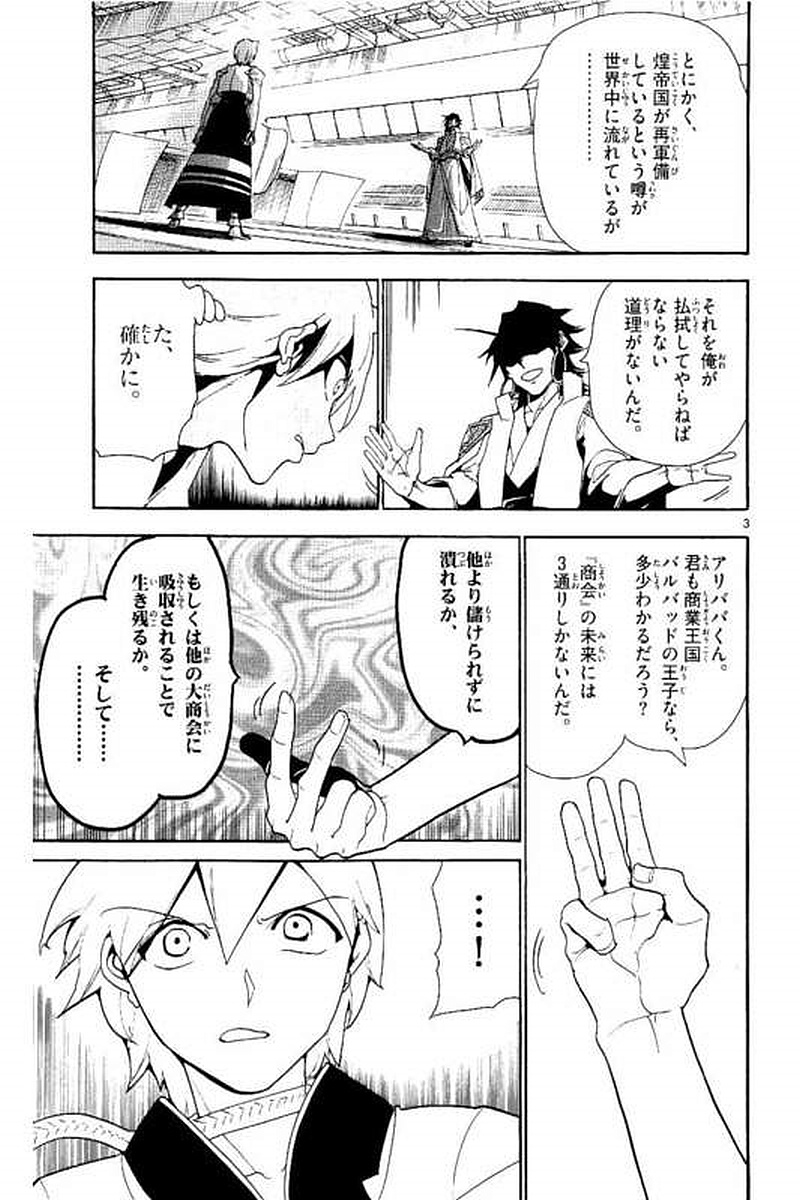 とにかく、
煌帝国が再軍備
しているという噂が
世界中に流れているが
…………
それを俺が
払拭してやらねば
ならない
道理がないんだ。
た、
確かに。
3
アリババくん。
君も商業王国
バルバッドの王子なら、
多少わかるだろう？
『商会』の未来には
3通りしかないんだ。
他より儲けられずに
潰れるか、
もしくは他の大商会に
吸収されることで
生き残るか。
そして……
…………
…！